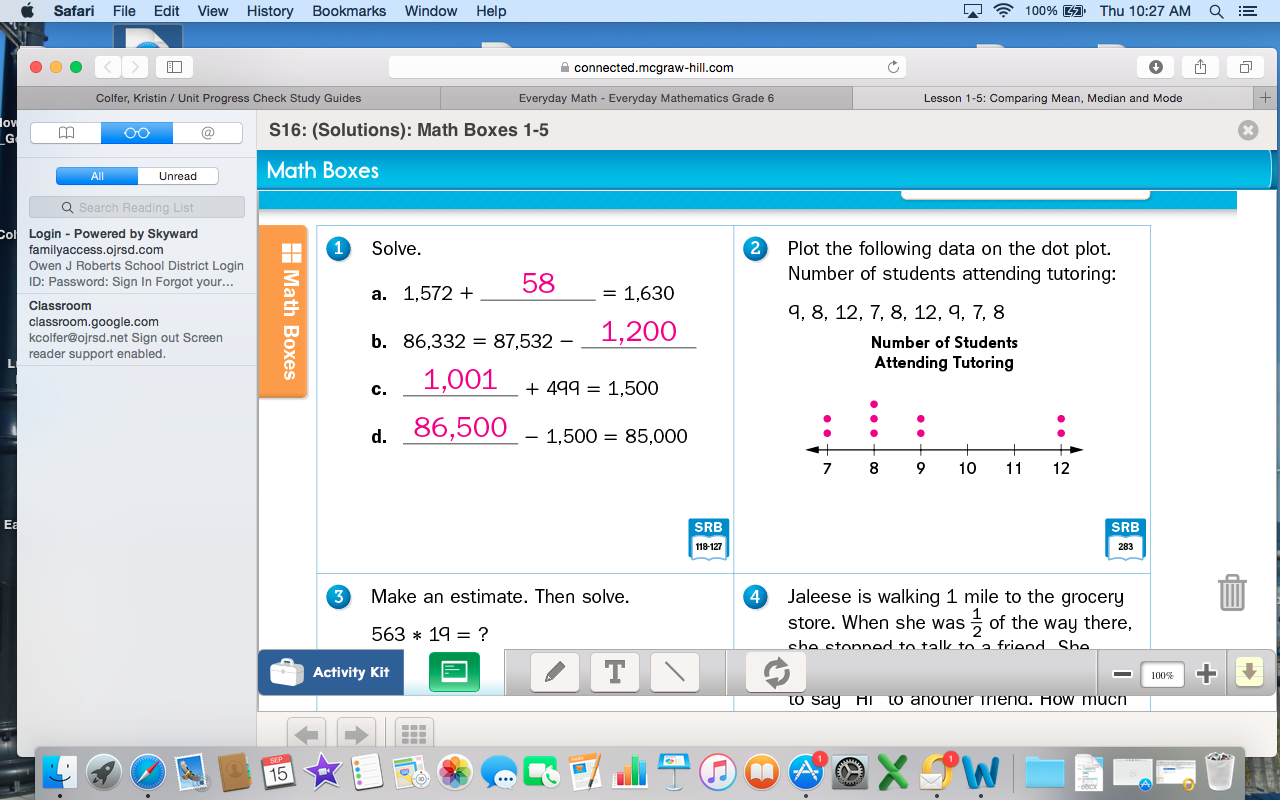 Safari File Edit View History Bookmarks Window Help 100% Thu 10:27 AM
connected.mcgraw-hill.com
Colfer, Kristin / Unit Progress Check Study Guides
Everyday Math - Everyday Mathematics Grade 6
Lesson 1-5: Comparing Mean, Median and Mode
All Unread
Search Reading List
Login - Powered by Skyward
familyaccess.ojrsd.com
Owen J Roberts School District Login
ID: Password: Sign In Forgot your...
Classroom
classroom.google.com
kcolfer@ojrsd.net Sign out Screen
reader support enabled.
S16: (Solutions): Math Boxes 1-5
Math Boxes
Math Boxes
1 Solve.
a. 1,572 + 58 = 1,630
b. 86,332 = 87,532 − 1,200
c. 1,001 + 499 = 1,500
d. 86,500 − 1,500 = 85,000
SRB
118-127
2 Plot the following data on the dot plot.
Number of students attending tutoring:
9, 8, 12, 7, 8, 12, 9, 7, 8
Number of Students
Attending Tutoring
7 8 9 10 11 12
SRB
283
3 Make an estimate. Then solve.
563 * 19 = ?
4 Jaleese is walking 1 mile to the grocery
store. When she was 1/2 of the way there,
she stopped to talk to a friend. She
to say "Hi" to another friend. How much
Activity Kit
T
100%
SEP
15
1
1